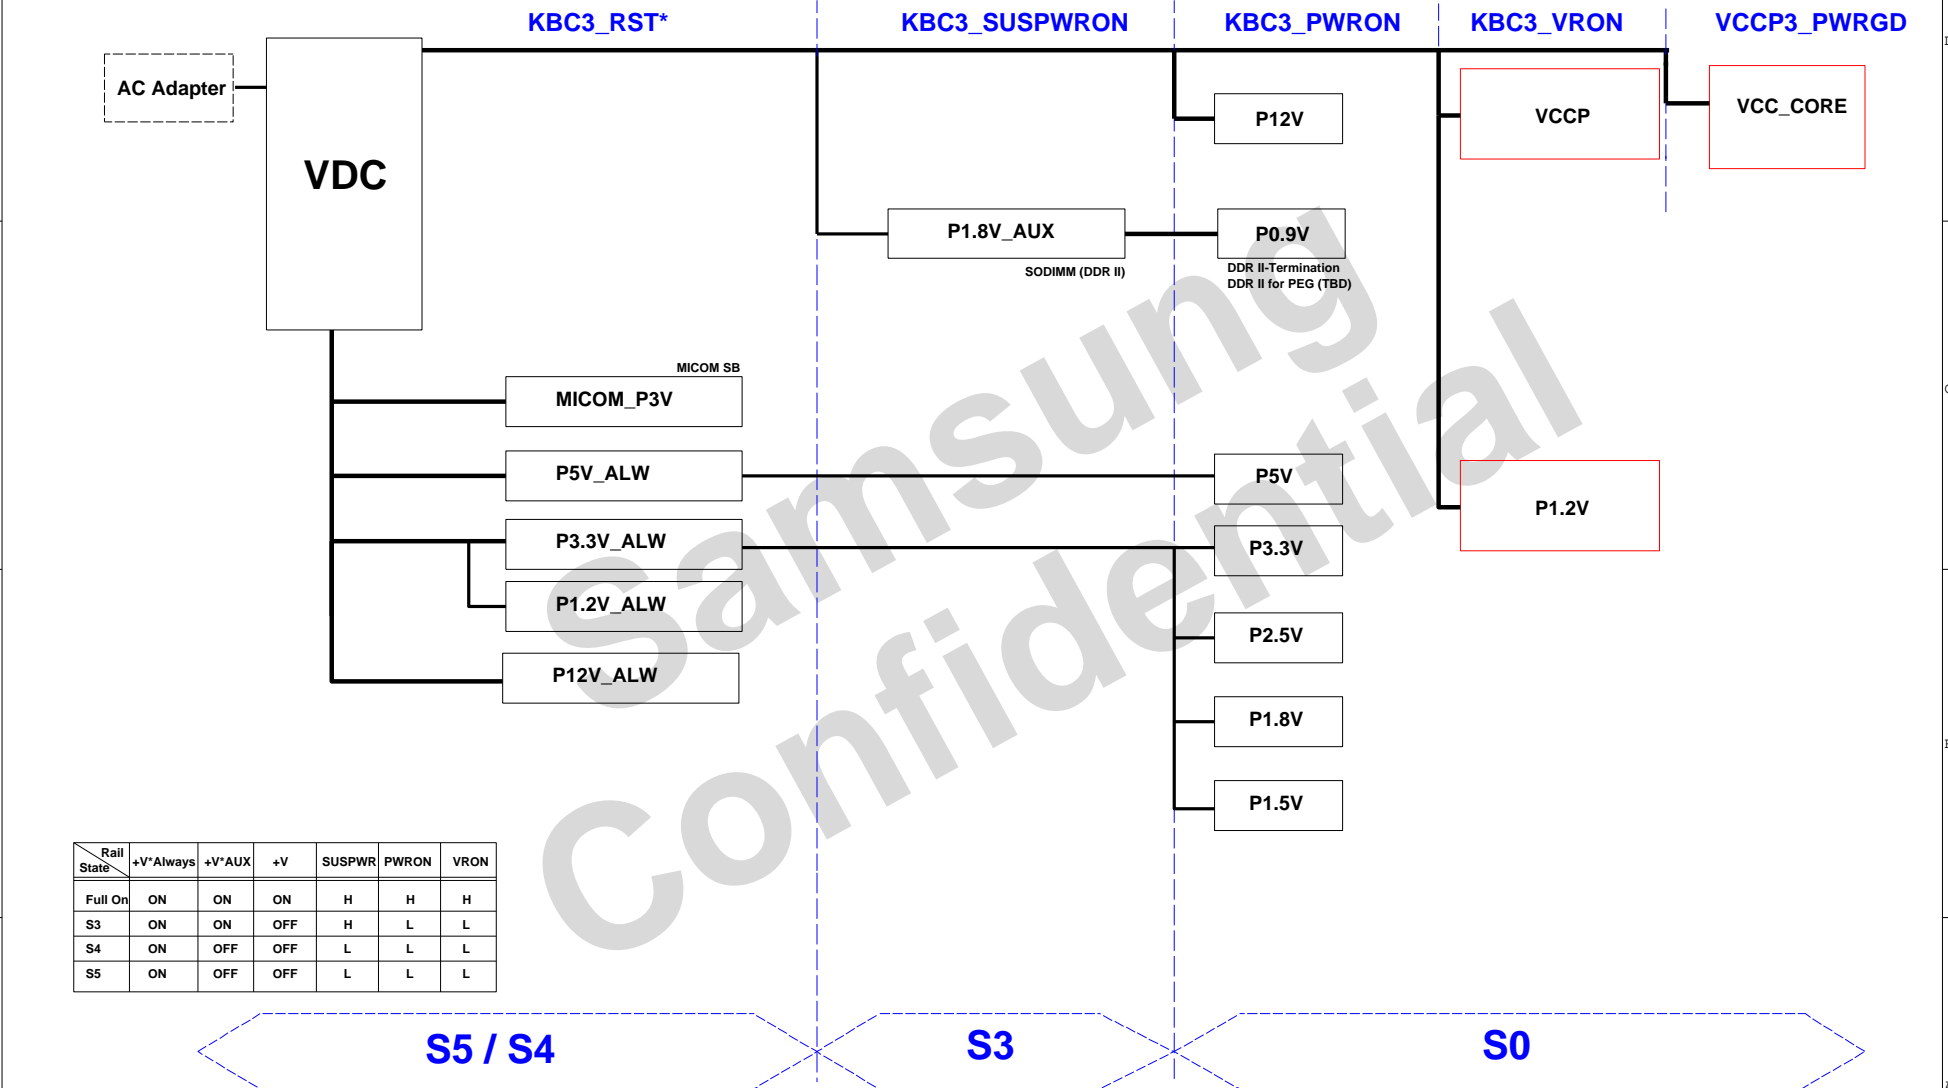 KBC3_RST*
KBC3_SUSPWRON
KBC3_PWRON
KBC3_VRON
VCCP3_PWRGD
AC Adapter
VDC
P12V
VCCP
VCC_CORE
P1.8V_AUX
SODIMM (DDR II)
P0.9V
DDR II-Termination
DDR II for PEG (TBD)
MICOM SB
MICOM_P3V
P5V_ALW
P5V
P1.2V
P3.3V_ALW
P3.3V
P1.2V_ALW
P2.5V
P12V_ALW
P1.8V
P1.5V
Samsung
Confidential
Rail
State +V*Always +V*AUX +V SUSPWR PWRON VRON
Full On ON ON ON H H H
S3 ON ON OFF H L L
S4 ON OFF OFF L L L
S5 ON OFF OFF L L L
S5 / S4
S3
S0